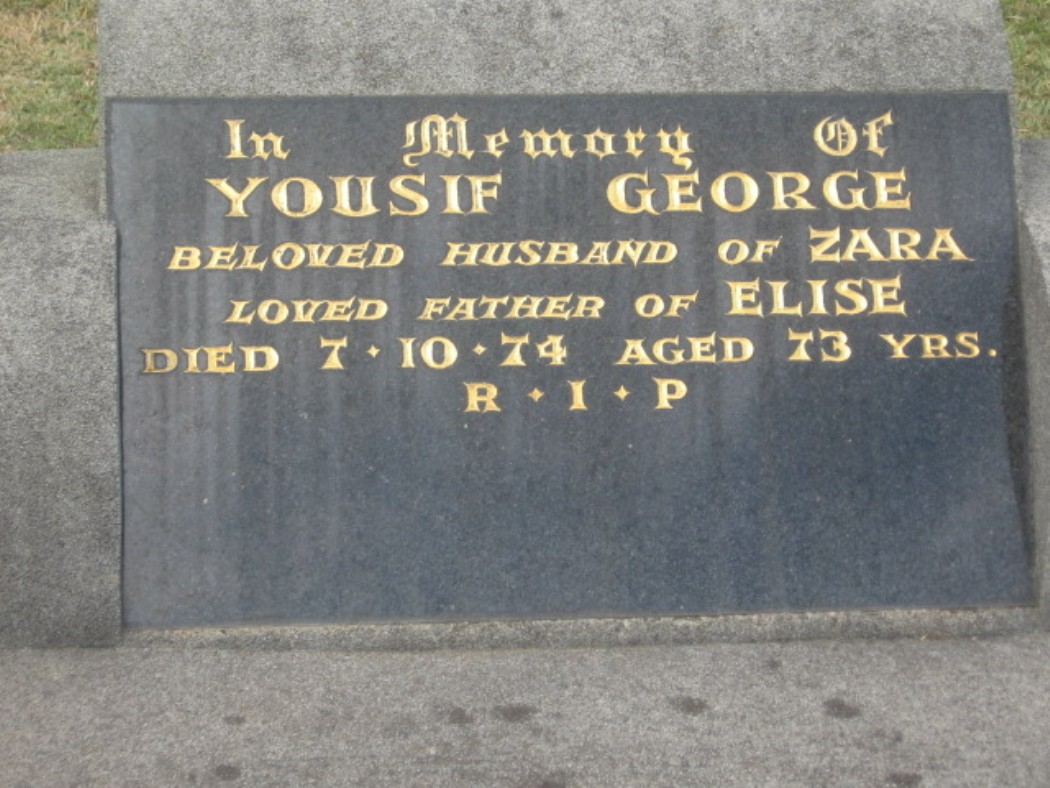 In Memory Of
YOUSIF GEORGE
BELOVED HUSBAND OF ZARA
LOVED FATHER OF ELISE
DIED 7·10·74 AGED 73 YRS.
R·I·P